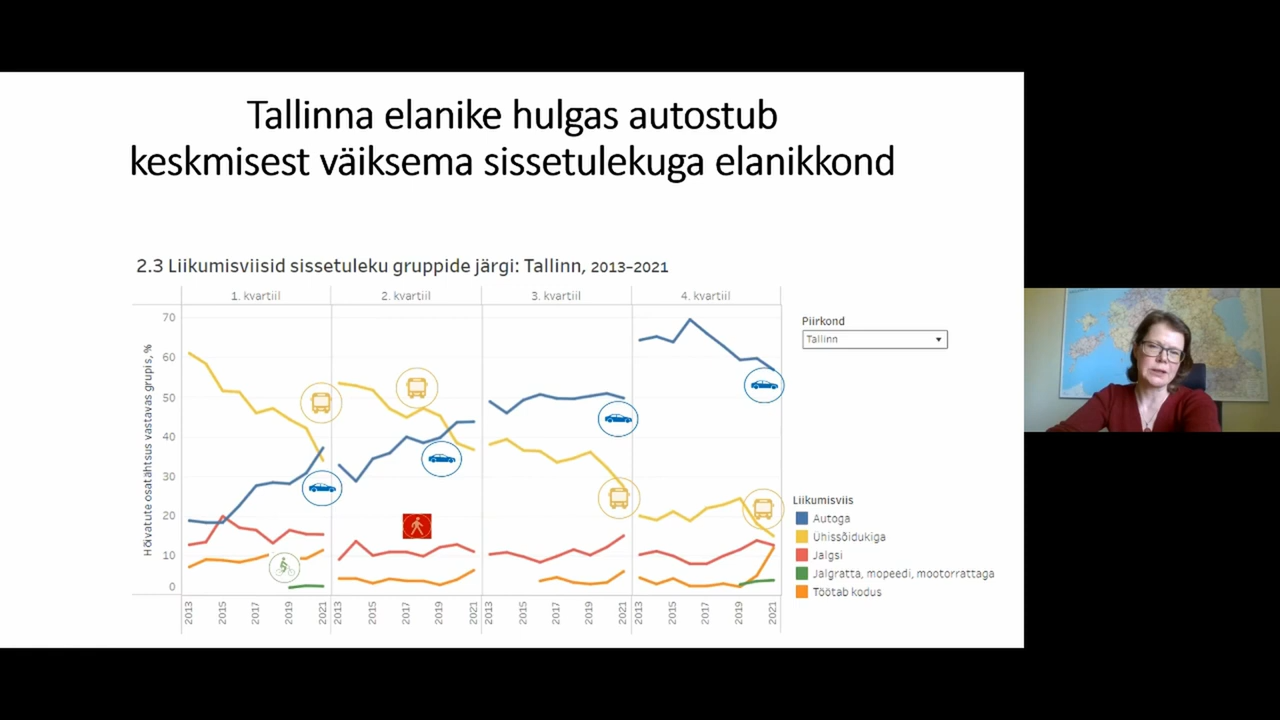 Tallinna elanike hulgas autostub
keskmisest väiksema sissetulekuga elanikkond
2.3 Liikumisviisid sissetuleku gruppide järgi: Tallinn, 2013–2021
1. kvartiil 2. kvartiil 3. kvartiil 4. kvartiil
Hõivatute osatähtsus vastavas grupis, %
70
60
50
40
30
20
10
0
2013 2015 2017 2019 2021 2013 2015 2017 2019 2021 2013 2015 2017 2019 2021 2013 2015 2017 2019 2021
Piirkond
Tallinn
Liikumisviis
Autoga
Ühissõidukiga
Jalgsi
Jalgratta, mopeedi, mootorrattaga
Töötab kodus